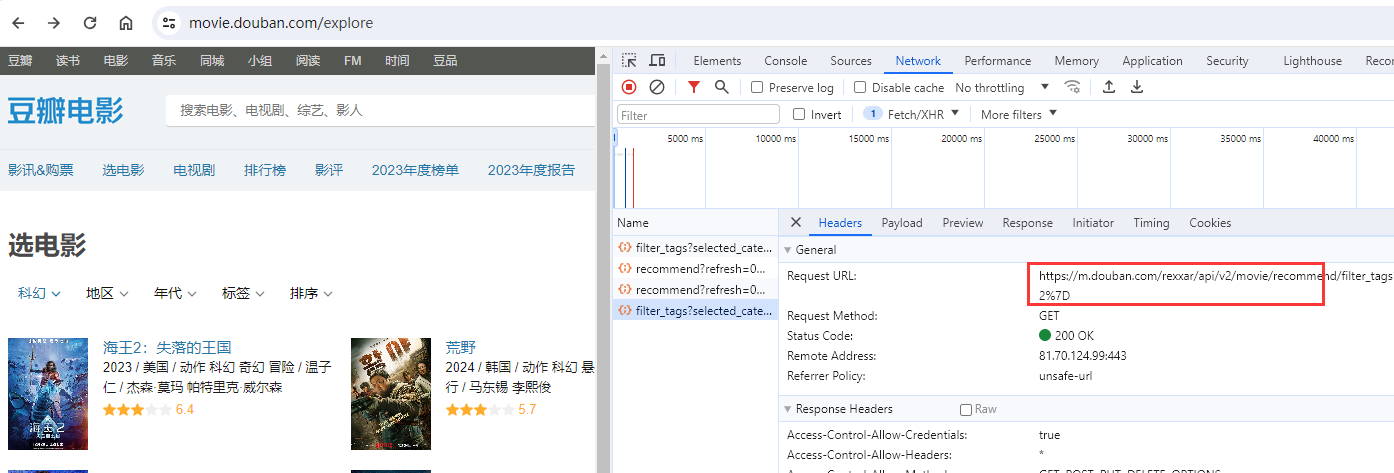 movie.douban.com/explore
豆瓣 读书 电影 音乐 同城 小组 阅读 FM 时间 豆品
豆瓣电影
搜索电影、电视剧、综艺、影人
影讯&购票 选电影 电视剧 排行榜 影评 2023年度榜单 2023年度报告
选电影
科幻 地区 年代 标签 排序
海王2：失落的王国
2023 / 美国 / 动作 科幻 奇幻 冒险 / 温子
仁 / 杰森·莫玛 帕特里克·威尔森
6.4
海王2
荒野
2024 / 韩国 / 动作 科幻 悬
行 / 马东锡 李熙俊
5.7
황야
Elements Console Sources Network Performance Memory Application Security Lighthouse Recor
Preserve log Disable cache No throttling
Filter Invert 1 Fetch/XHR More filters
5000 ms 10000 ms 15000 ms 20000 ms 25000 ms 30000 ms 35000 ms 40000 ms
Name
filter_tags?selected_cate...
recommend?refresh=0...
recommend?refresh=0...
filter_tags?selected_cate...
Headers Payload Preview Response Initiator Timing Cookies
General
Request URL: https://m.douban.com/rexxar/api/v2/movie/recommend/filter_tags
2%7D
Request Method: GET
Status Code: 200 OK
Remote Address: 81.70.124.99:443
Referrer Policy: unsafe-url
Response Headers Raw
Access-Control-Allow-Credentials: true
Access-Control-Allow-Headers: *